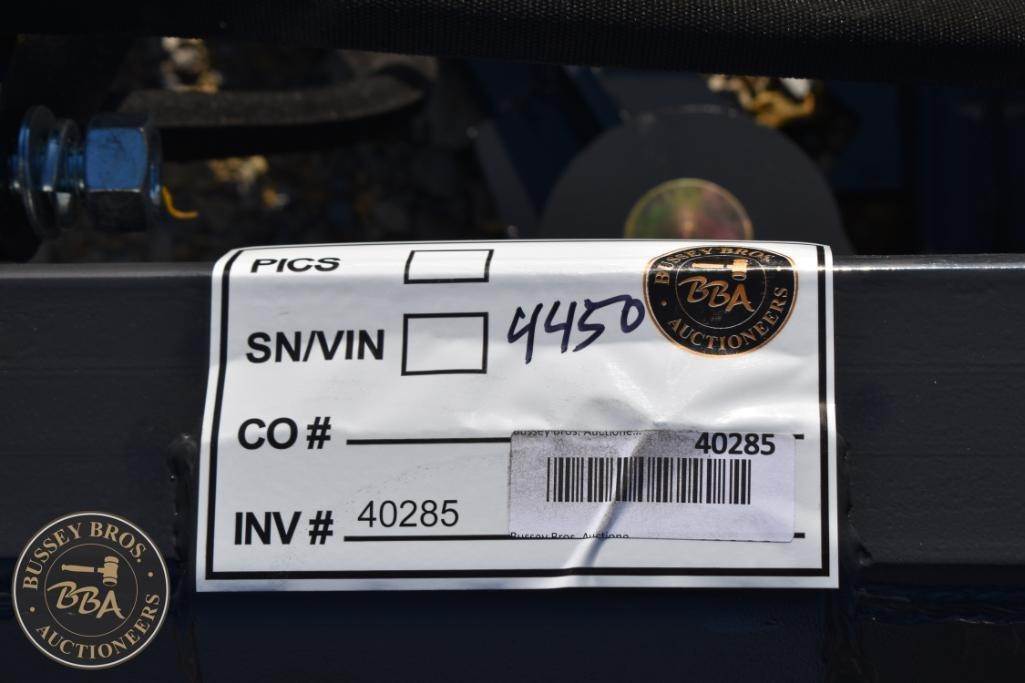 PICS
SN/VIN 4450
BUSSEY BROS.
BBA
AUCTIONEERS
CO #
Bussey Bros. Auctione...
40285
INV # 40285
Bussey Bros. Auctione
BUSSEY BROS.
BBA
AUCTIONEERS